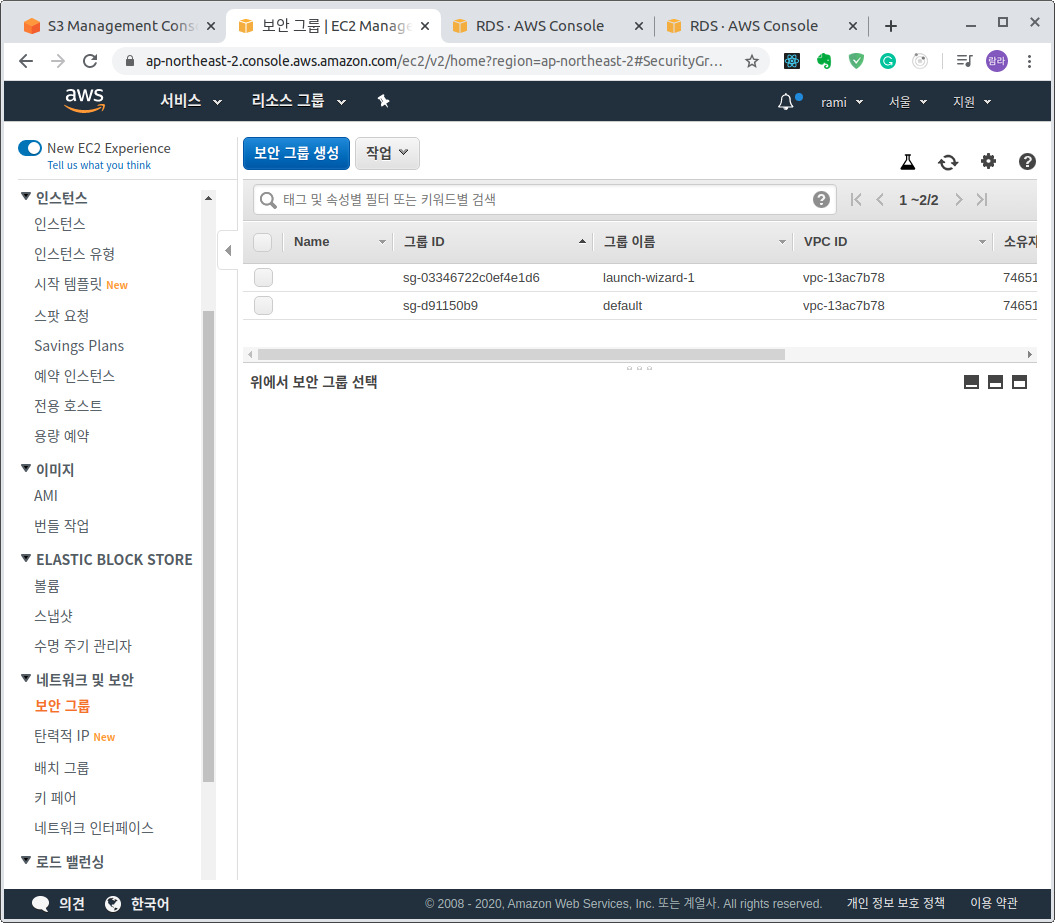 S3 Management Cons
보안 그룹 | EC2 Manage
RDS · AWS Console
RDS · AWS Console
ap-northeast-2.console.aws.amazon.com/ec2/v2/home?region=ap-northeast-2#SecurityGr...
람라
aws 서비스 리소스 그룹 rami 서울 지원
New EC2 Experience
Tell us what you think
인스턴스
인스턴스
인스턴스 유형
시작 템플릿 New
스팟 요청
Savings Plans
예약 인스턴스
전용 호스트
용량 예약
이미지
AMI
번들 작업
ELASTIC BLOCK STORE
볼륨
스냅샷
수명 주기 관리자
네트워크 및 보안
보안 그룹
탄력적 IP New
배치 그룹
키 페어
네트워크 인터페이스
로드 밸런싱
보안 그룹 생성 작업
태그 및 속성별 필터 또는 키워드별 검색 1 ~2/2
Name 그룹 ID 그룹 이름 VPC ID 소유자
sg-03346722c0ef4e1d6 launch-wizard-1 vpc-13ac7b78 74651
sg-d91150b9 default vpc-13ac7b78 74651
위에서 보안 그룹 선택
의견 한국어 © 2008 - 2020, Amazon Web Services, Inc. 또는 계열사. All rights reserved. 개인 정보 보호 정책 이용 약관